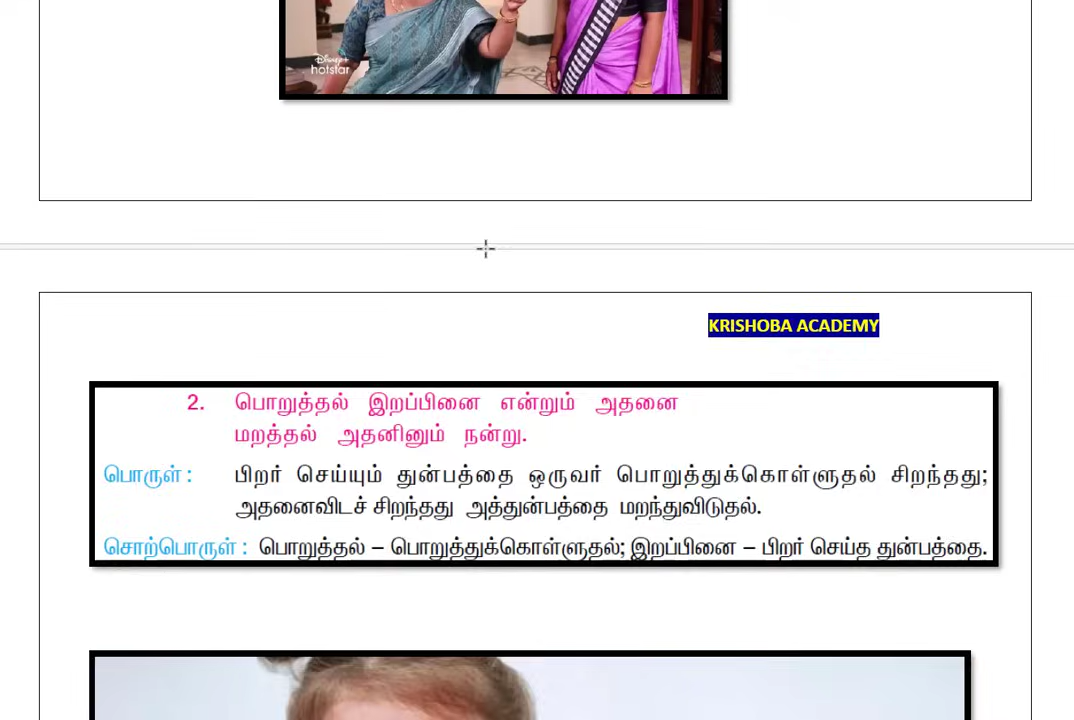 Disney+
hotstar
KRISHOBA ACADEMY
2. பொறுத்தல் இறப்பினை என்றும் அதனை
மறத்தல் அதனினும் நன்று.
பொருள் : பிறர் செய்யும் துன்பத்தை ஒருவர் பொறுத்துக்கொள்ளுதல் சிறந்தது;
அதனைவிடச் சிறந்தது அத்துன்பத்தை மறந்துவிடுதல்.
சொற்பொருள் : பொறுத்தல் – பொறுத்துக்கொள்ளுதல்; இறப்பினை – பிறர் செய்த துன்பத்தை.